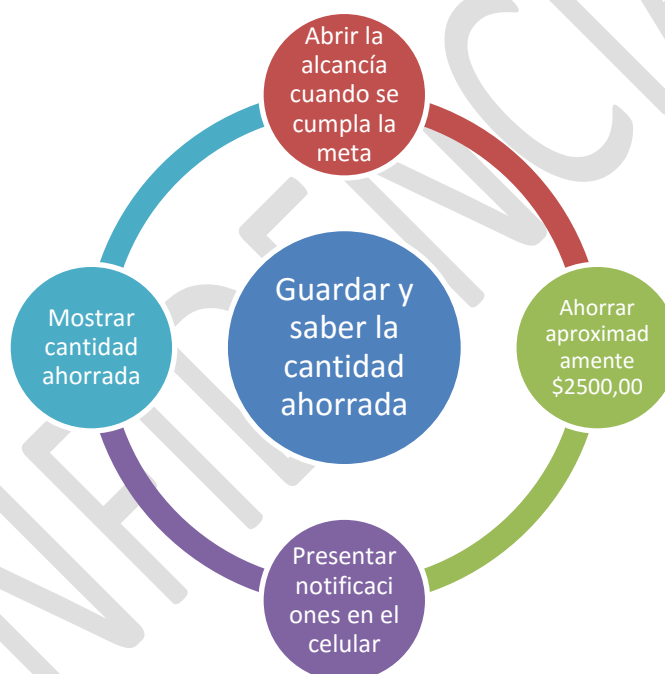 Abrir la
alcancía
cuando se
cumpla la
meta
Guardar y
saber la
cantidad
ahorrada
Mostrar
cantidad
ahorrada
Ahorrar
aproximad
amente
$2500,00
Presentar
notificaci
ones en el
celular